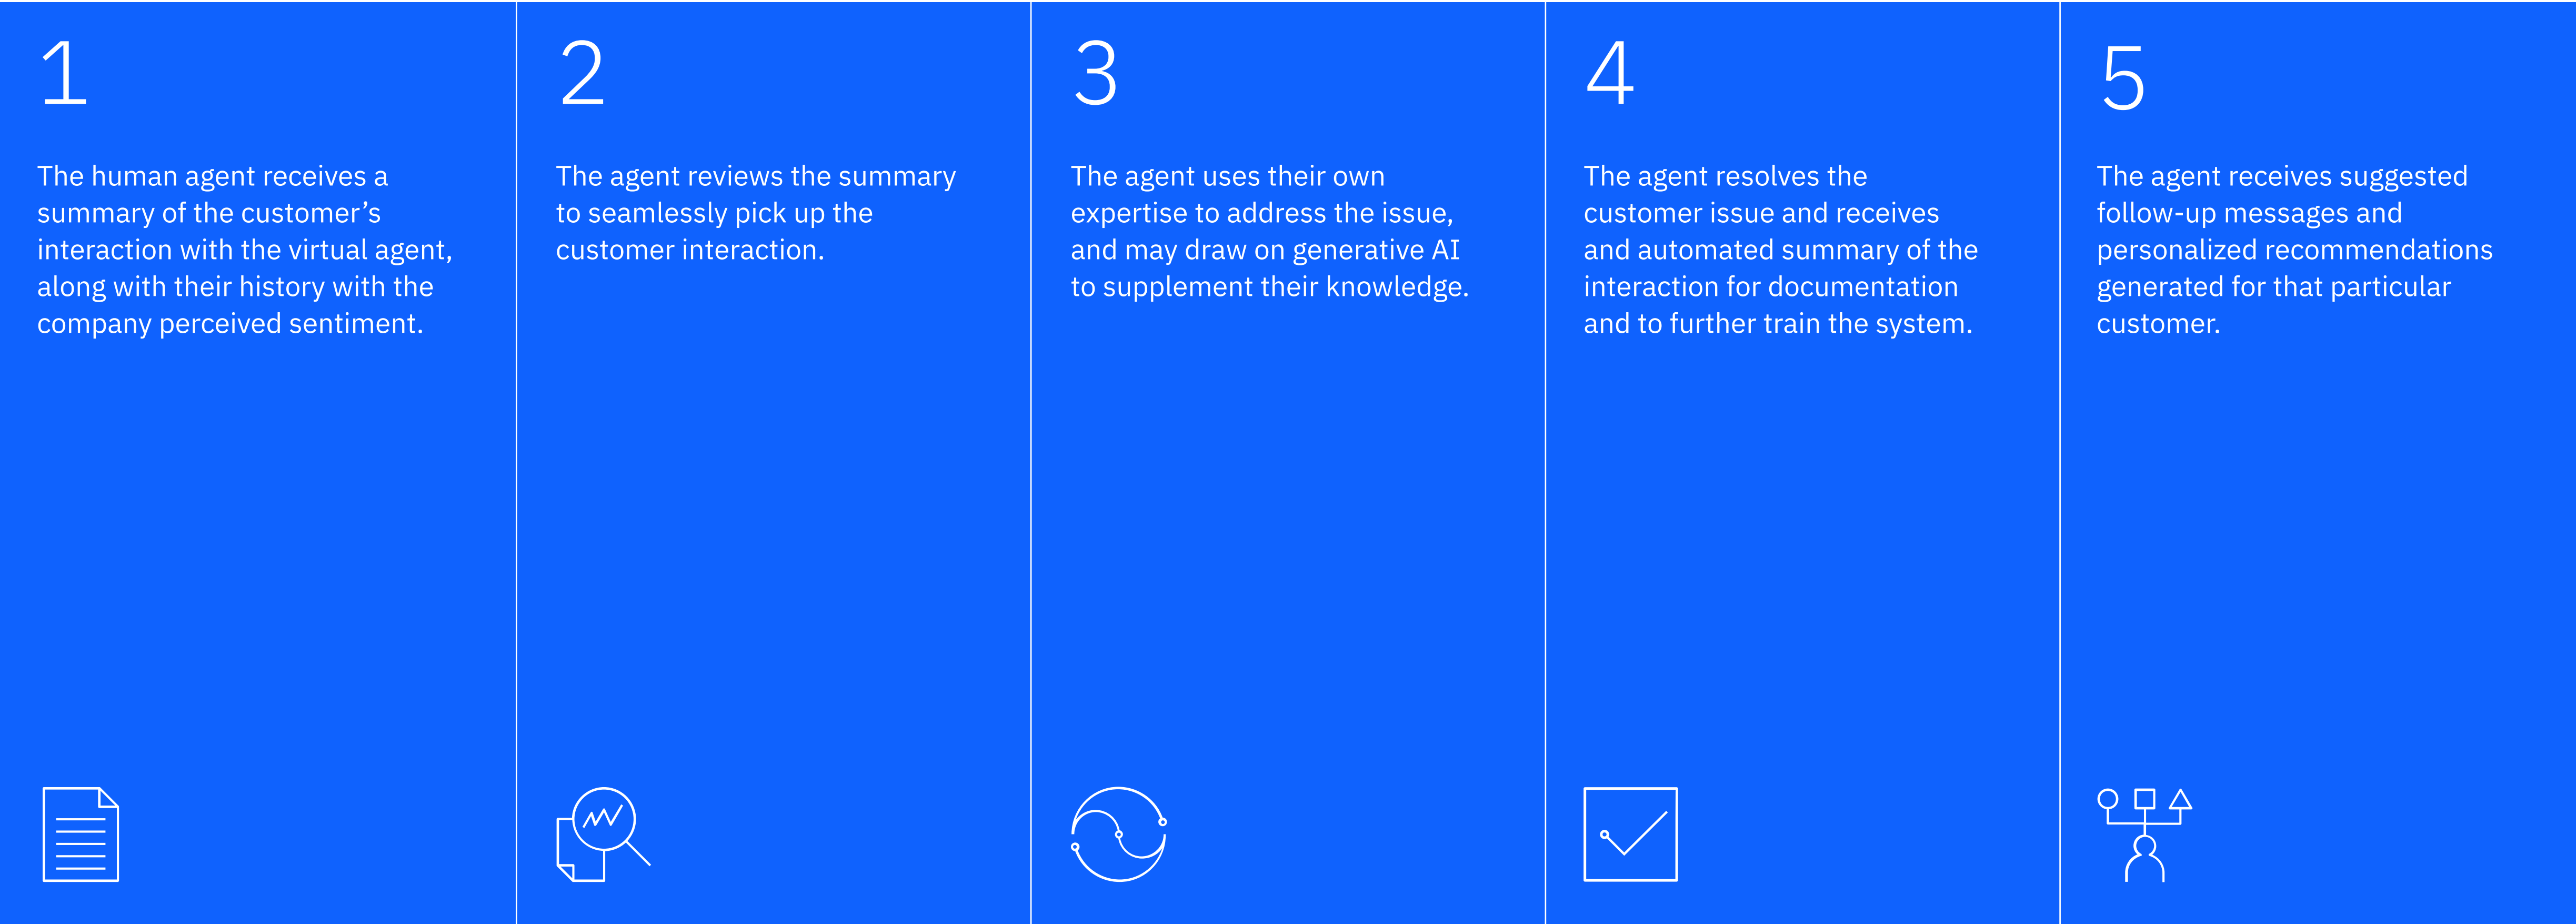 1
The human agent receives a
summary of the customer’s
interaction with the virtual agent,
along with their history with the
company perceived sentiment.
2
The agent reviews the summary
to seamlessly pick up the
customer interaction.
3
The agent uses their own
expertise to address the issue,
and may draw on generative AI
to supplement their knowledge.
4
The agent resolves the
customer issue and receives
and automated summary of the
interaction for documentation
and to further train the system.
5
The agent receives suggested
follow-up messages and
personalized recommendations
generated for that particular
customer.